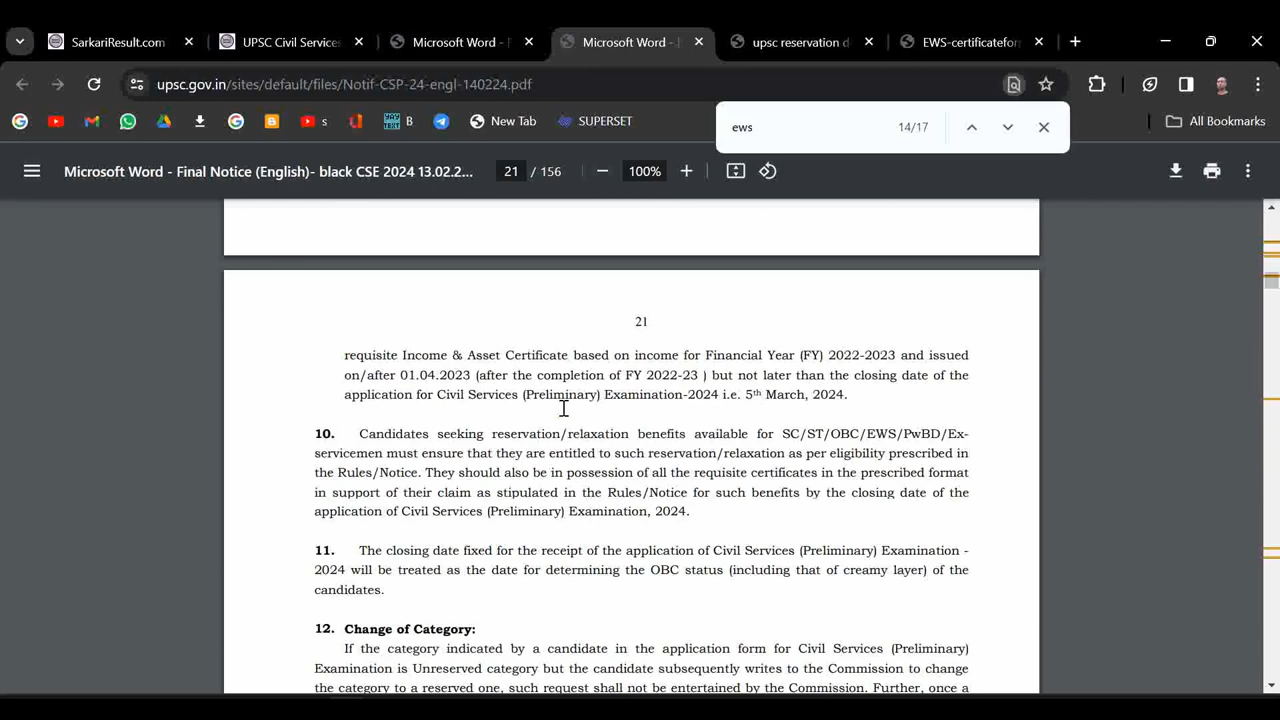 SarkariResult.com
UPSC Civil Services
Microsoft Word - F
Microsoft Word -
upsc reservation d
EWS-certificatefor
upsc.gov.in/sites/default/files/Notif-CSP-24-engl-140224.pdf
s
B
New Tab
SUPERSET
All Bookmarks
ews
14/17
Microsoft Word - Final Notice (English)- black CSE 2024 13.02.2...
21 / 156
100%
21
requisite Income & Asset Certificate based on income for Financial Year (FY) 2022-2023 and issued
on/after 01.04.2023 (after the completion of FY 2022-23 ) but not later than the closing date of the
application for Civil Services (Preliminary) Examination-2024 i.e. 5th March, 2024.
10. Candidates seeking reservation/relaxation benefits available for SC/ST/OBC/EWS/PwBD/Ex-
servicemen must ensure that they are entitled to such reservation/relaxation as per eligibility prescribed in
the Rules/Notice. They should also be in possession of all the requisite certificates in the prescribed format
in support of their claim as stipulated in the Rules/Notice for such benefits by the closing date of the
application of Civil Services (Preliminary) Examination, 2024.
11. The closing date fixed for the receipt of the application of Civil Services (Preliminary) Examination -
2024 will be treated as the date for determining the OBC status (including that of creamy layer) of the
candidates.
12. Change of Category:
If the category indicated by a candidate in the application form for Civil Services (Preliminary)
Examination is Unreserved category but the candidate subsequently writes to the Commission to change
the category to a reserved one, such request shall not be entertained by the Commission. Further, once a